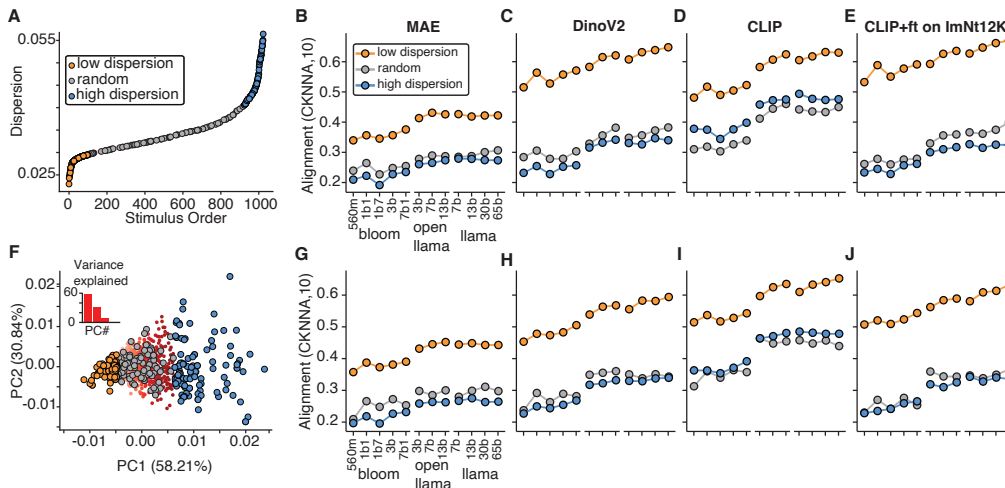 A
B
MAE
C
DinoV2
D
CLIP
E
CLIP+ft on ImNt12K
0.055
0.025
Dispersion
low dispersion
random
high dispersion
0 200 400 600 800 1000
Stimulus Order
Alignment (CKNNA,10)
0.6
0.5
0.4
0.3
0.2
low dispersion
random
high dispersion
560m 1b1 1b7 3b 7b1 3b 7b 13b 7b 13b 30b 65b
bloom open llama llama
F
Variance explained
60
0
PC#
0.02
0.01
0.00
-0.01
PC2 (30.84%)
-0.01 0.00 0.01 0.02
PC1 (58.21%)
G
H
I
J
Alignment (CKNNA,10)
0.6
0.5
0.4
0.3
0.2
560m 1b1 1b7 3b 7b1 3b 7b 13b 7b 13b 30b 65b
bloom open llama llama